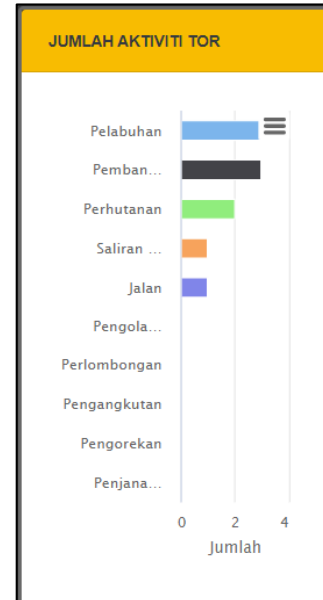 JUMLAH AKTIVITI TOR
Pelabuhan
Pemban...
Perhutanan
Saliran ...
Jalan
Pengola...
Perlombongan
Pengangkutan
Pengorekan
Penjana...
0 2 4
Jumlah